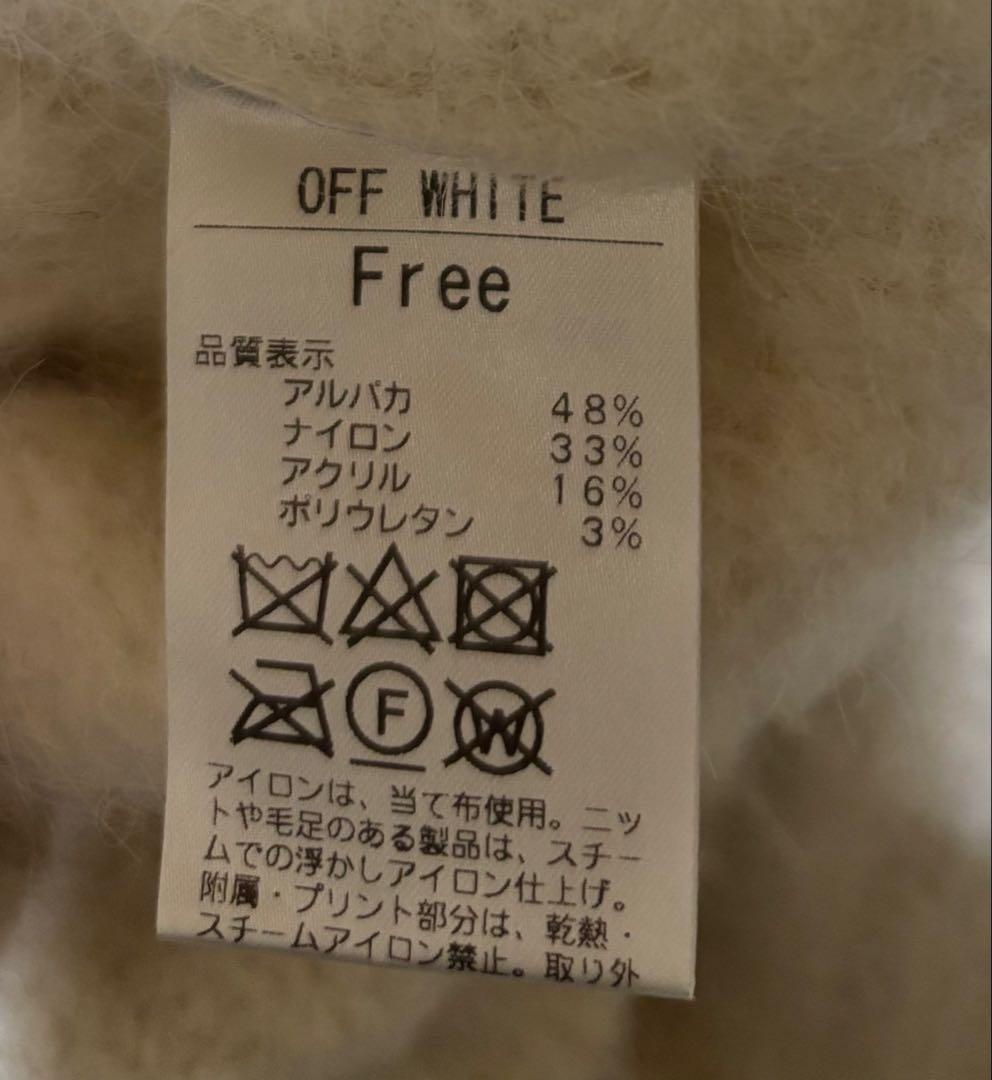 OFF WHITE
Free
品質表示
アルパカ 48%
ナイロン 33%
アクリル 16%
ポリウレタン 3%
F W
アイロンは、当て布使用。ニッ
トや毛足のある製品は、スチー
ムでの浮かしアイロン仕上げ。
附属・プリント部分は、乾熱・
スチームアイロン禁止。取り外